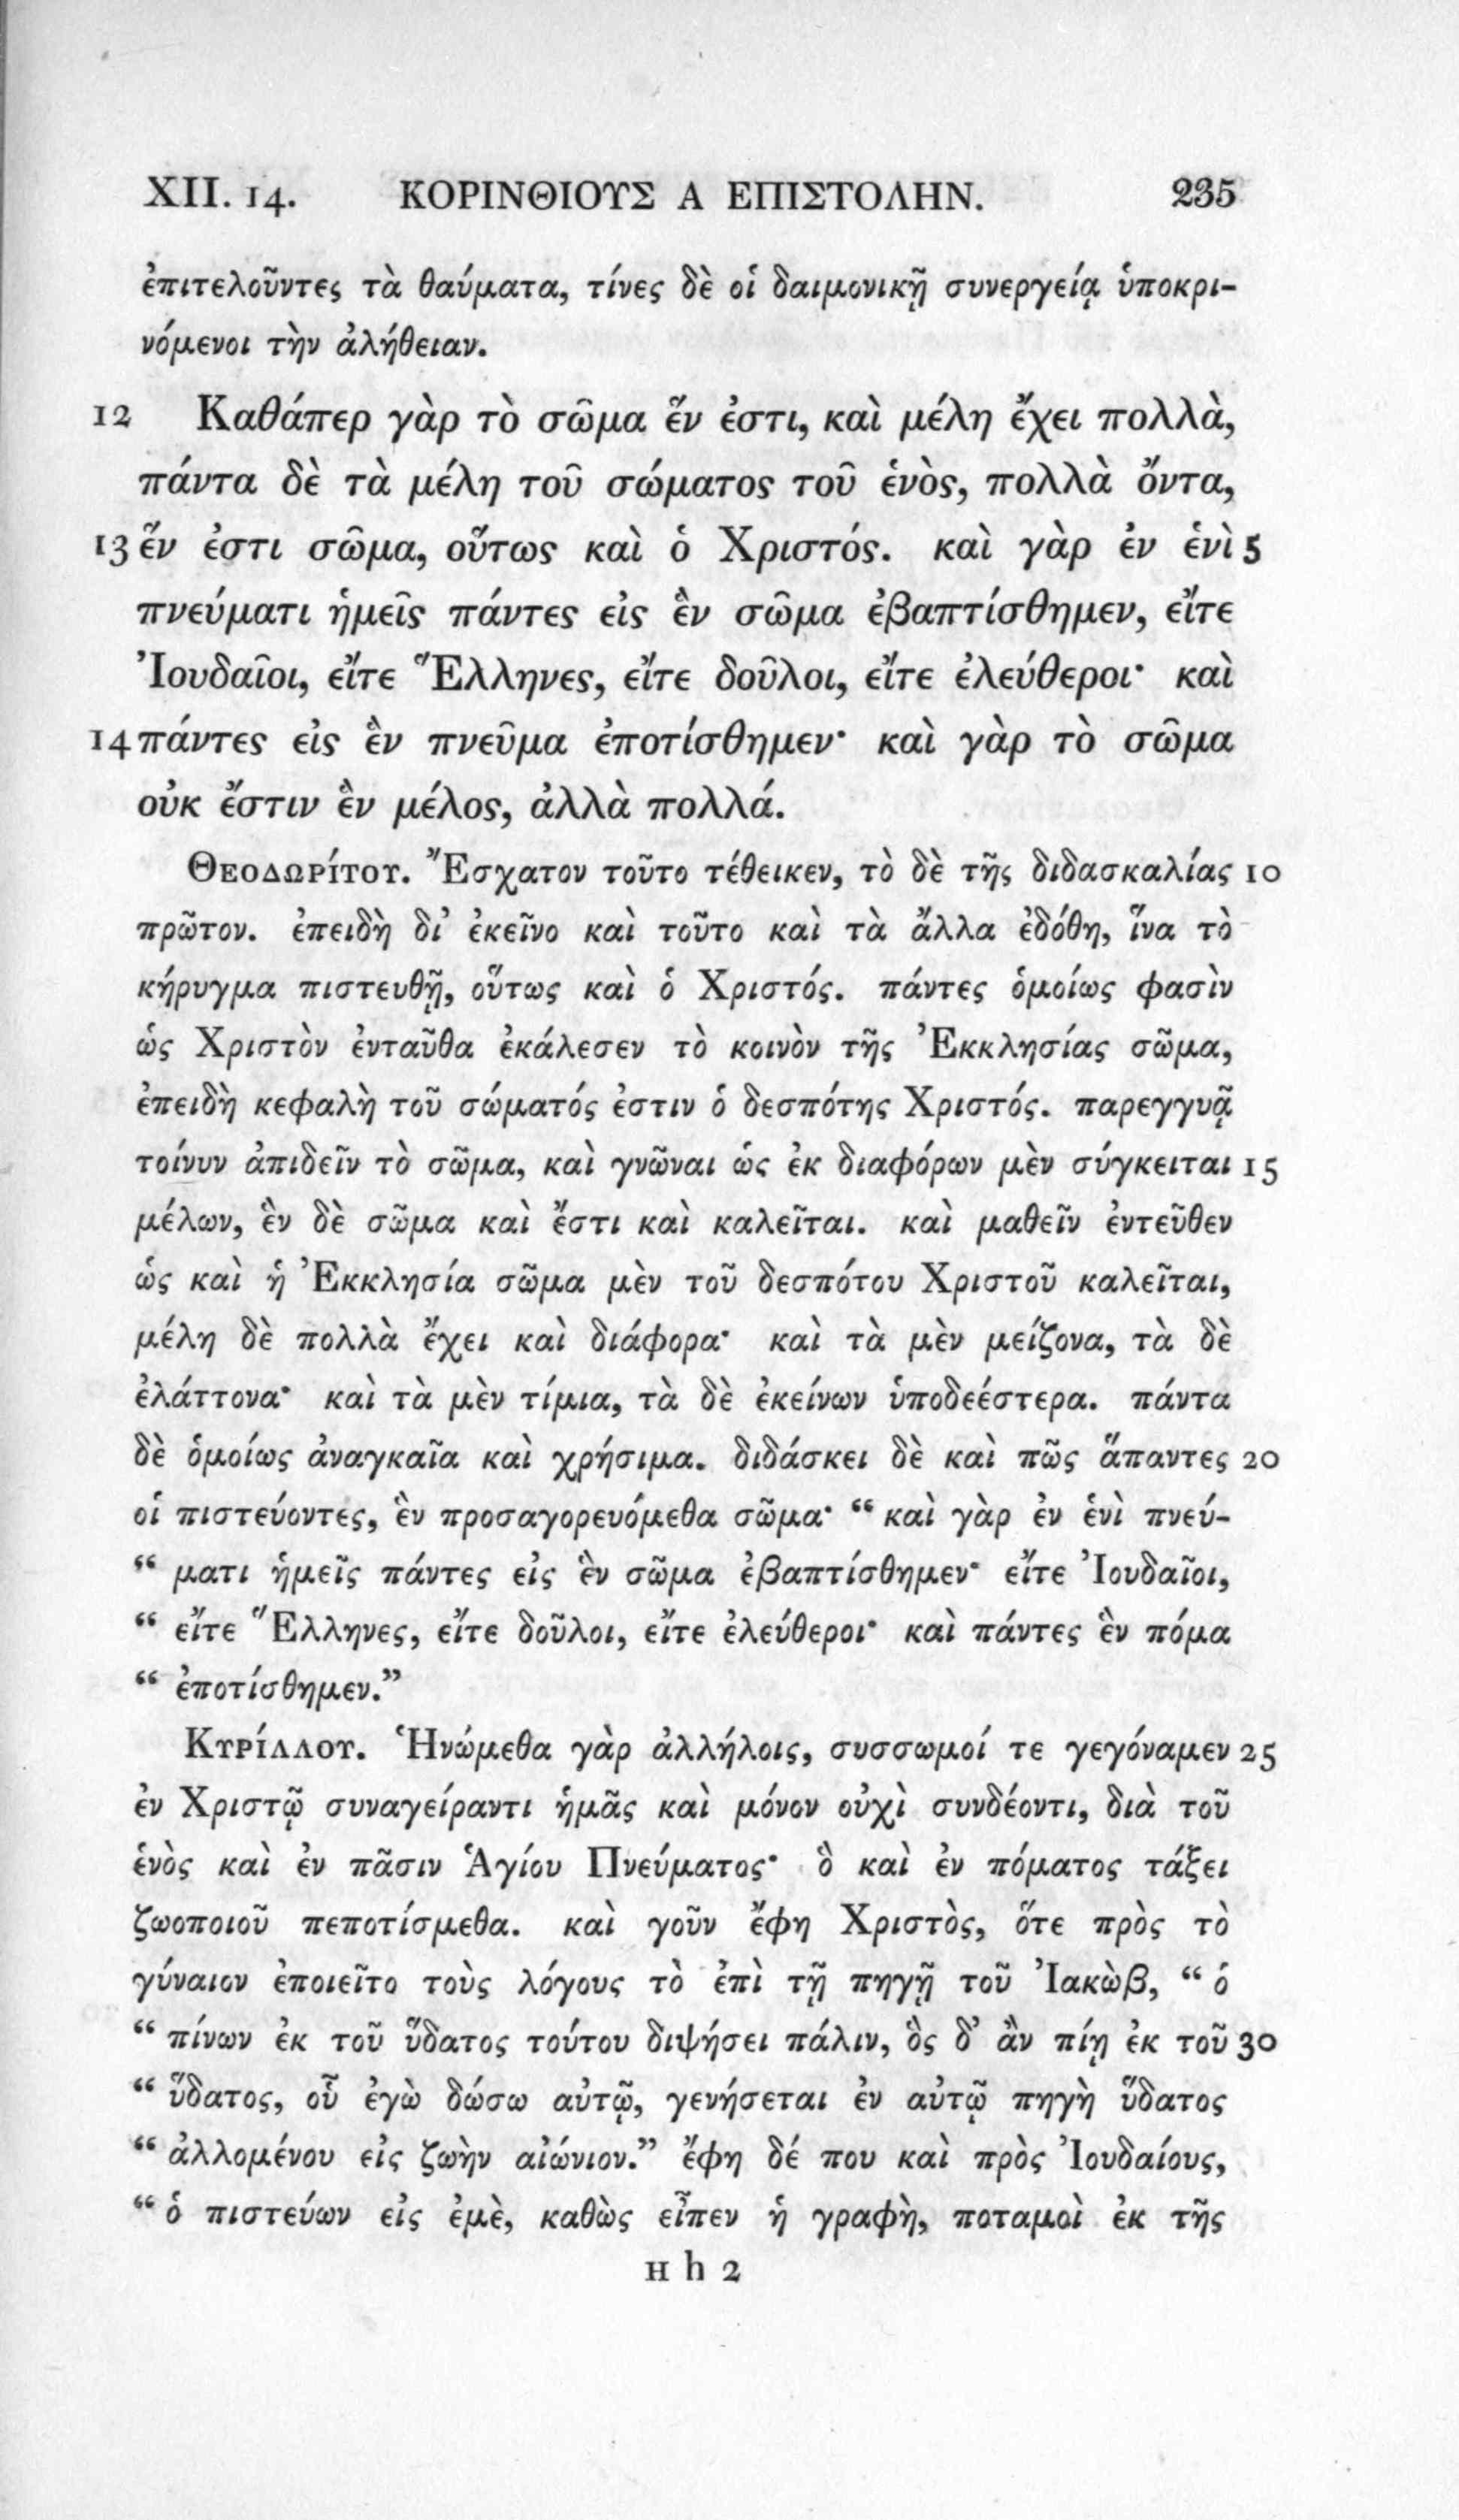 XII. 14. ΚΟΡΙΝΘΙΟΥΣ Α ΕΠΙΣΤΟΛΗΝ. 235
ἐπιτελοῦντες τὰ θαύματα, τίνες δὲ οἱ δαιμονικῇ συνεργείᾳ ὑποκρι-
νόμενοι τὴν ἀλήθειαν.
12 Καθάπερ γὰρ τὸ σῶμα ἕν ἐστι, καὶ μέλη ἔχει πολλὰ,
πάντα δὲ τὰ μέλη τοῦ σώματος τοῦ ἑνὸς, πολλὰ ὄντα,
13 ἕν ἐστι σῶμα, οὕτως καὶ ὁ Χριστός. καὶ γὰρ ἐν ἑνὶ 5
πνεύματι ἡμεῖς πάντες εἰς ἓν σῶμα ἐβαπτίσθημεν, εἴτε
Ἰουδαῖοι, εἴτε Ἕλληνες, εἴτε δοῦλοι, εἴτε ἐλεύθεροι· καὶ
14 πάντες εἰς ἓν πνεῦμα ἐποτίσθημεν· καὶ γὰρ τὸ σῶμα
οὐκ ἔστιν ἓν μέλος, ἀλλὰ πολλά.
ΘΕΟΔΩΡΊΤΟΥ. Ἔσχατον τοῦτο τέθεικεν, τὸ δὲ τῆς διδασκαλίας 10
πρῶτον. ἐπειδὴ δι᾽ ἐκεῖνο καὶ τοῦτο καὶ τὰ ἄλλα ἐδόθη, ἵνα τὸ
κήρυγμα πιστευθῇ, οὕτως καὶ ὁ Χριστός. πάντες ὁμοίως φασὶν
ὡς Χριστὸν ἐνταῦθα ἐκάλεσεν τὸ κοινὸν τῆς Ἐκκλησίας σῶμα,
ἐπειδὴ κεφαλὴ τοῦ σώματός ἐστιν ὁ δεσπότης Χριστός. παρεγγυᾷ
τοίνυν ἀπιδεῖν τὸ σῶμα, καὶ γνῶναι ὡς ἐκ διαφόρων μὲν σύγκειται 15
μέλων, ἓν δὲ σῶμα καὶ ἔστι καὶ καλεῖται. καὶ μαθεῖν ἐντεῦθεν
ὡς καὶ ἡ Ἐκκλησία σῶμα μὲν τοῦ δεσπότου Χριστοῦ καλεῖται,
μέλη δὲ πολλὰ ἔχει καὶ διάφορα· καὶ τὰ μὲν μείζονα, τὰ δὲ
ἐλάττονα· καὶ τὰ μὲν τίμια, τὰ δὲ ἐκείνων ὑποδεέστερα. πάντα
δὲ ὁμοίως ἀναγκαῖα καὶ χρήσιμα. διδάσκει δὲ καὶ πῶς ἅπαντες 20
οἱ πιστεύοντες, ἓν προσαγορευόμεθα σῶμα· “ καὶ γὰρ ἐν ἑνὶ πνεύ-
“ ματι ἡμεῖς πάντες εἰς ἓν σῶμα ἐβαπτίσθημεν· εἴτε Ἰουδαῖοι,
“ εἴτε Ἕλληνες, εἴτε δοῦλοι, εἴτε ἐλεύθεροι· καὶ πάντες ἓν πόμα
“ ἐποτίσθημεν.”
ΚΥΡΊΛΛΟΥ. Ἡνώμεθα γὰρ ἀλλήλοις, συσσωμοί τε γεγόναμεν 25
ἐν Χριστῷ συναγείραντι ἡμᾶς καὶ μόνον οὐχὶ συνδέοντι, διὰ τοῦ
ἑνὸς καὶ ἐν πᾶσιν Ἁγίου Πνεύματος· ὃ καὶ ἐν πόματος τάξει
ζωοποιοῦ πεποτίσμεθα. καὶ γοῦν ἔφη Χριστὸς, ὅτε πρὸς τὸ
γύναιον ἐποιεῖτο τοὺς λόγους τὸ ἐπὶ τῇ πηγῇ τοῦ Ἰακὼβ, “ ὁ
“ πίνων ἐκ τοῦ ὕδατος τούτου διψήσει πάλιν, ὃς δ᾽ ἂν πίῃ ἐκ τοῦ 30
“ ὕδατος, οὗ ἐγὼ δώσω αὐτῷ, γενήσεται ἐν αὐτῷ πηγὴ ὕδατος
“ ἀλλομένου εἰς ζωὴν αἰώνιον.” ἔφη δέ που καὶ πρὸς Ἰουδαίους,
“ ὁ πιστεύων εἰς ἐμὲ, καθὼς εἶπεν ἡ γραφὴ, ποταμοὶ ἐκ τῆς
H h 2